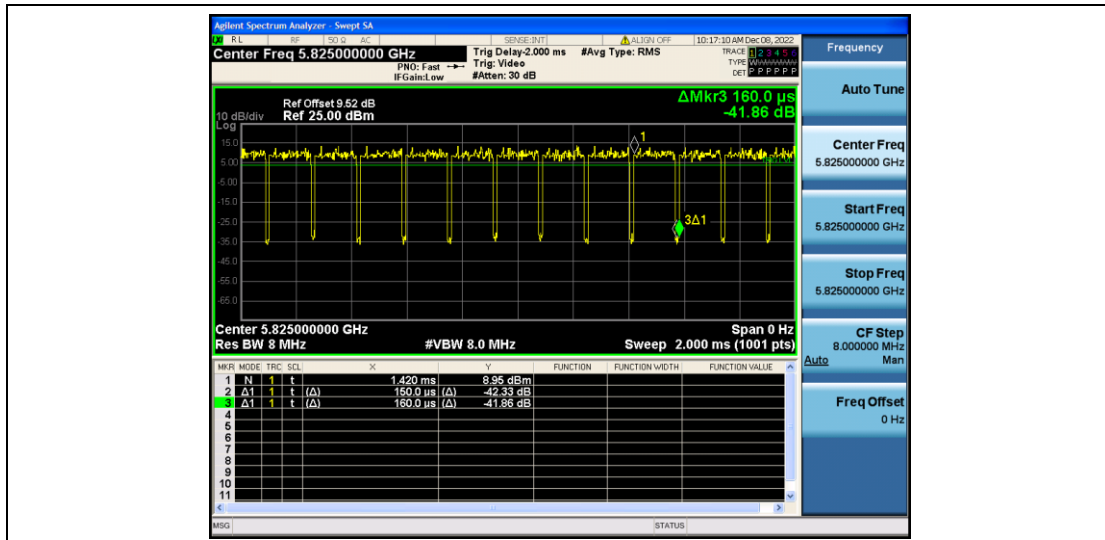 Agilent Spectrum Analyzer - Swept SA
RL RF 50 Ω AC SENSE:INT ALIGN OFF 10:17:10 AM Dec 08, 2022
Center Freq 5.825000000 GHz
Trig Delay-2.000 ms #Avg Type: RMS
TRACE 1 2 3 4 5 6
PNO: Fast Trig: Video
TYPE WWWWWW
IFGain:Low #Atten: 30 dB
DET P P P P P P
Ref Offset 9.52 dB
ΔMkr3 160.0 µs
10 dB/div Ref 25.00 dBm
-41.86 dB
Log
15.0
5.00
-5.00
-15.0
-25.0
-35.0
-45.0
-55.0
-65.0
1
3Δ1
Center 5.825000000 GHz Span 0 Hz
Res BW 8 MHz #VBW 8.0 MHz Sweep 2.000 ms (1001 pts)
MKR MODE TRC SCL X Y FUNCTION FUNCTION WIDTH FUNCTION VALUE
1 N 1 t 1.420 ms 8.95 dBm
2 Δ1 1 t (Δ) 150.0 µs (Δ) -42.33 dB
3 Δ1 1 t (Δ) 160.0 µs (Δ) -41.86 dB
4
5
6
7
8
9
10
11
MSG STATUS
Frequency
Auto Tune
Center Freq
5.825000000 GHz
Start Freq
5.825000000 GHz
Stop Freq
5.825000000 GHz
CF Step
8.000000 MHz
Auto Man
Freq Offset
0 Hz